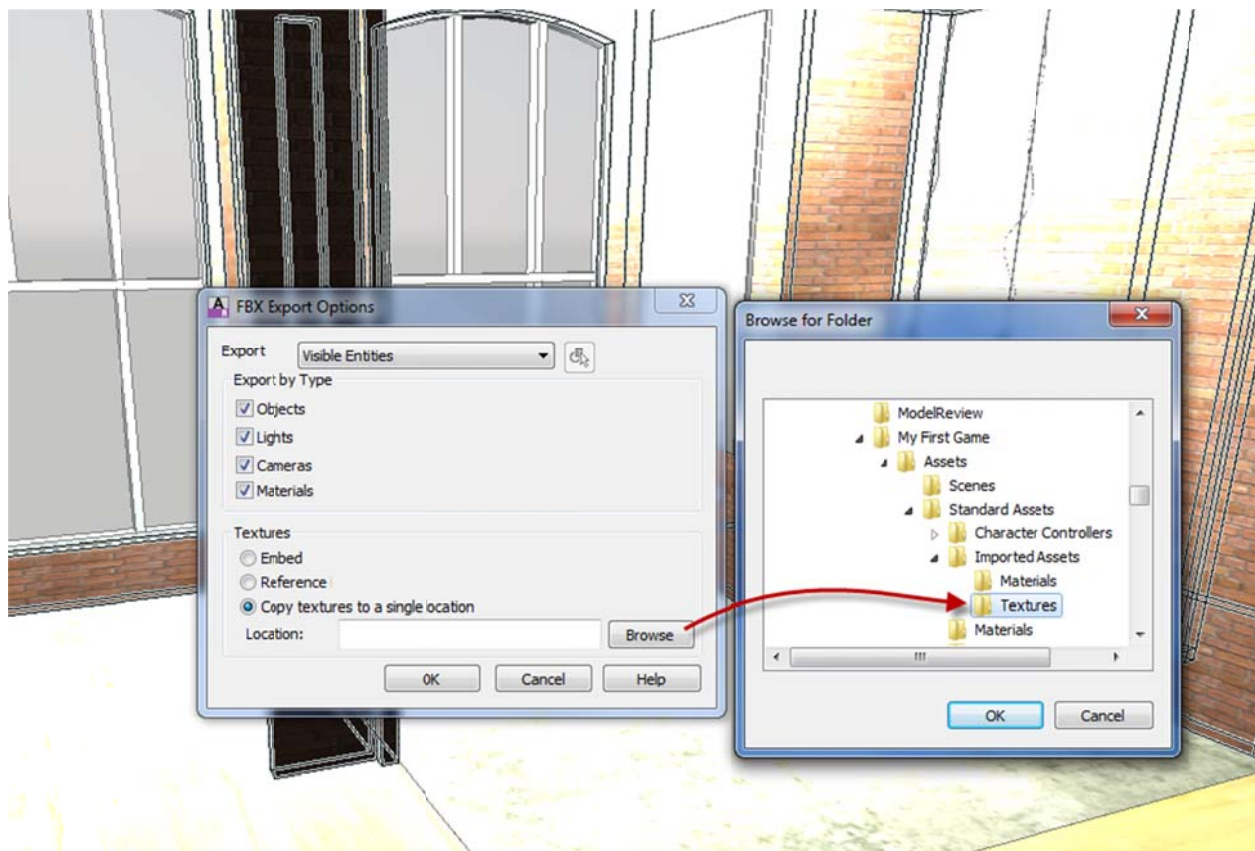 FBX Export Options
Export Visible Entities
Export by Type
Objects
Lights
Cameras
Materials
Textures
Embed
Reference
Copy textures to a single ocation
Location: Browse
OK Cancel Help
Browse for Folder
ModelReview
My First Game
Assets
Scenes
Standard Assets
Character Controllers
Imported Assets
Materials
Textures
Materials
OK Cancel